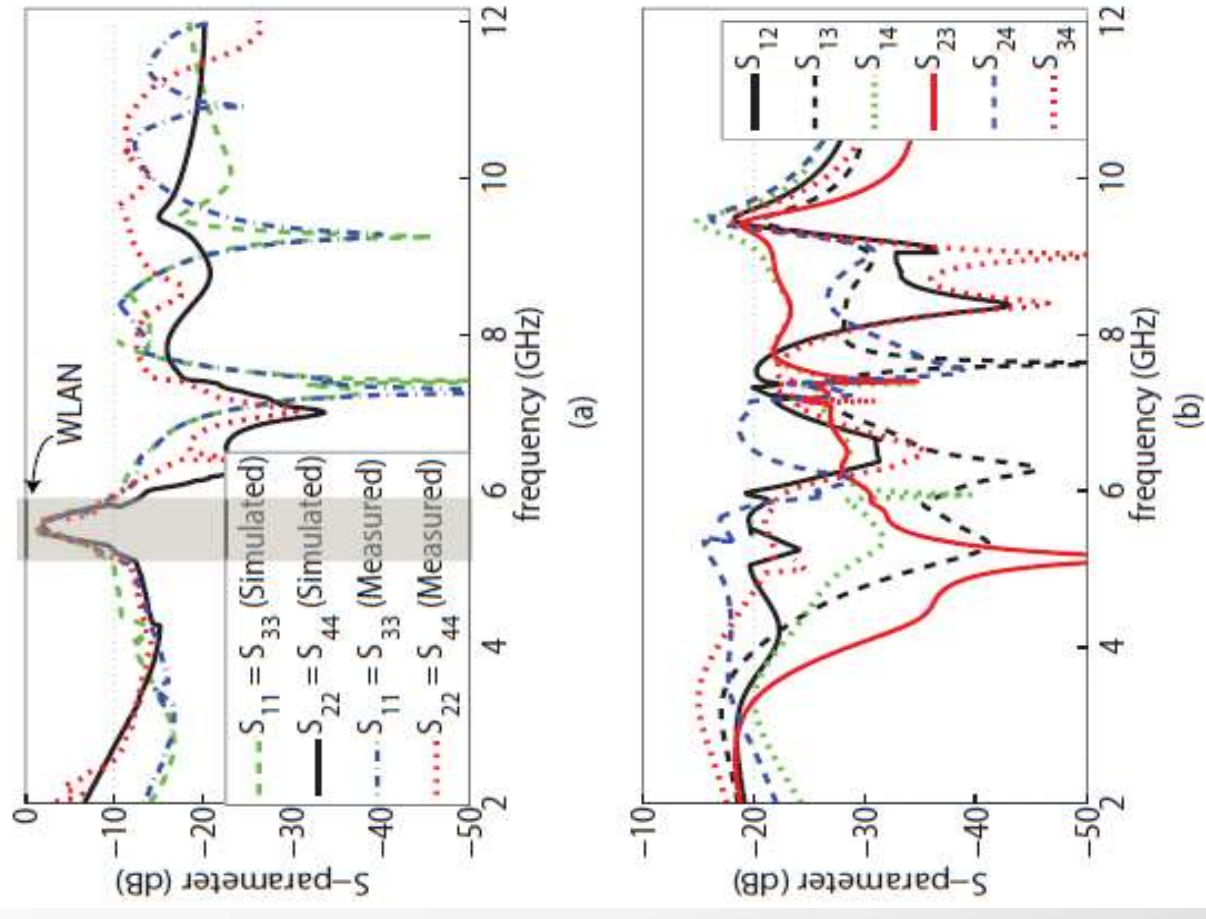 WLAN
0
−10
−20
−30
−40
−50
S−parameter (dB)
2
4
6
8
10
12
frequency (GHz)
S11 = S33 (Simulated)
S22 = S44 (Simulated)
S11 = S33 (Measured)
S22 = S44 (Measured)
(a)
−10
−20
−30
−40
−50
S−parameter (dB)
2
4
6
8
10
12
frequency (GHz)
S12
S13
S14
S23
S24
S34
(b)